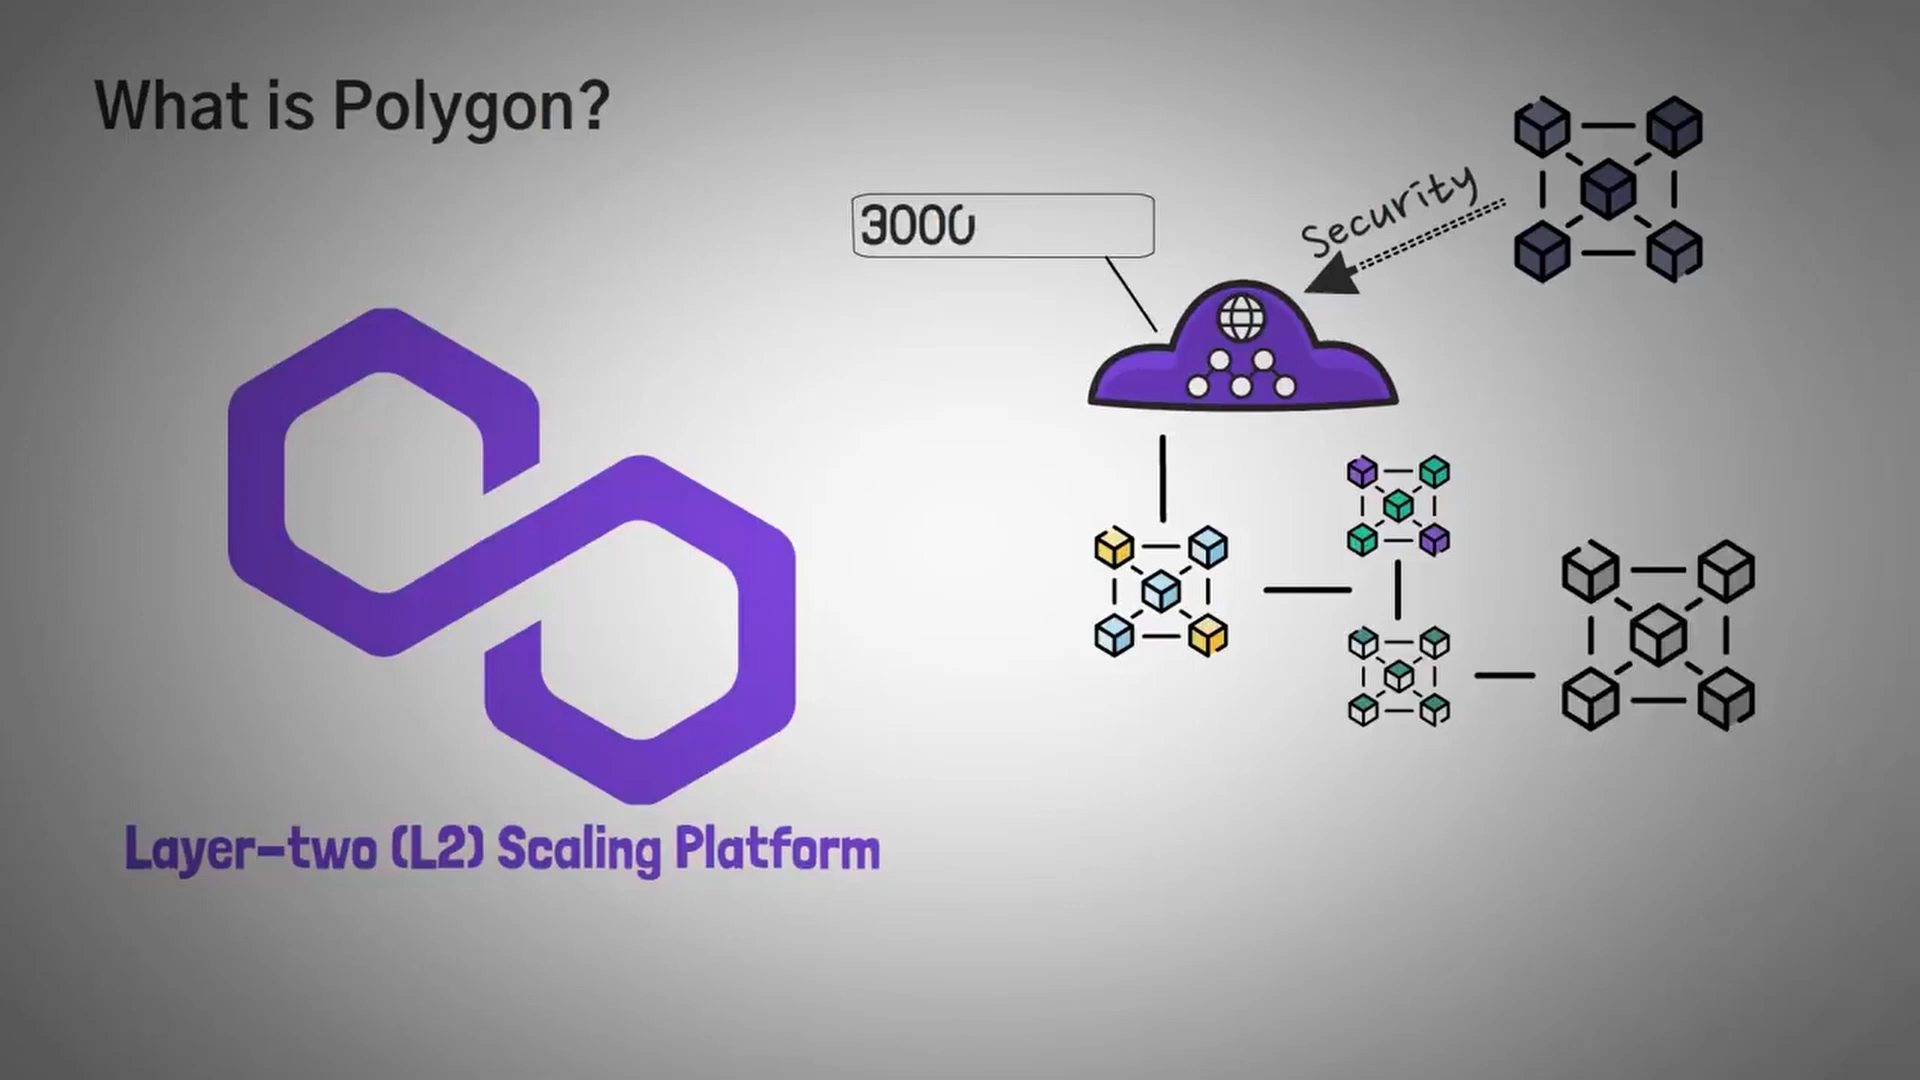 What is Polygon?
3000
Security
Layer-two (L2) Scaling Platform